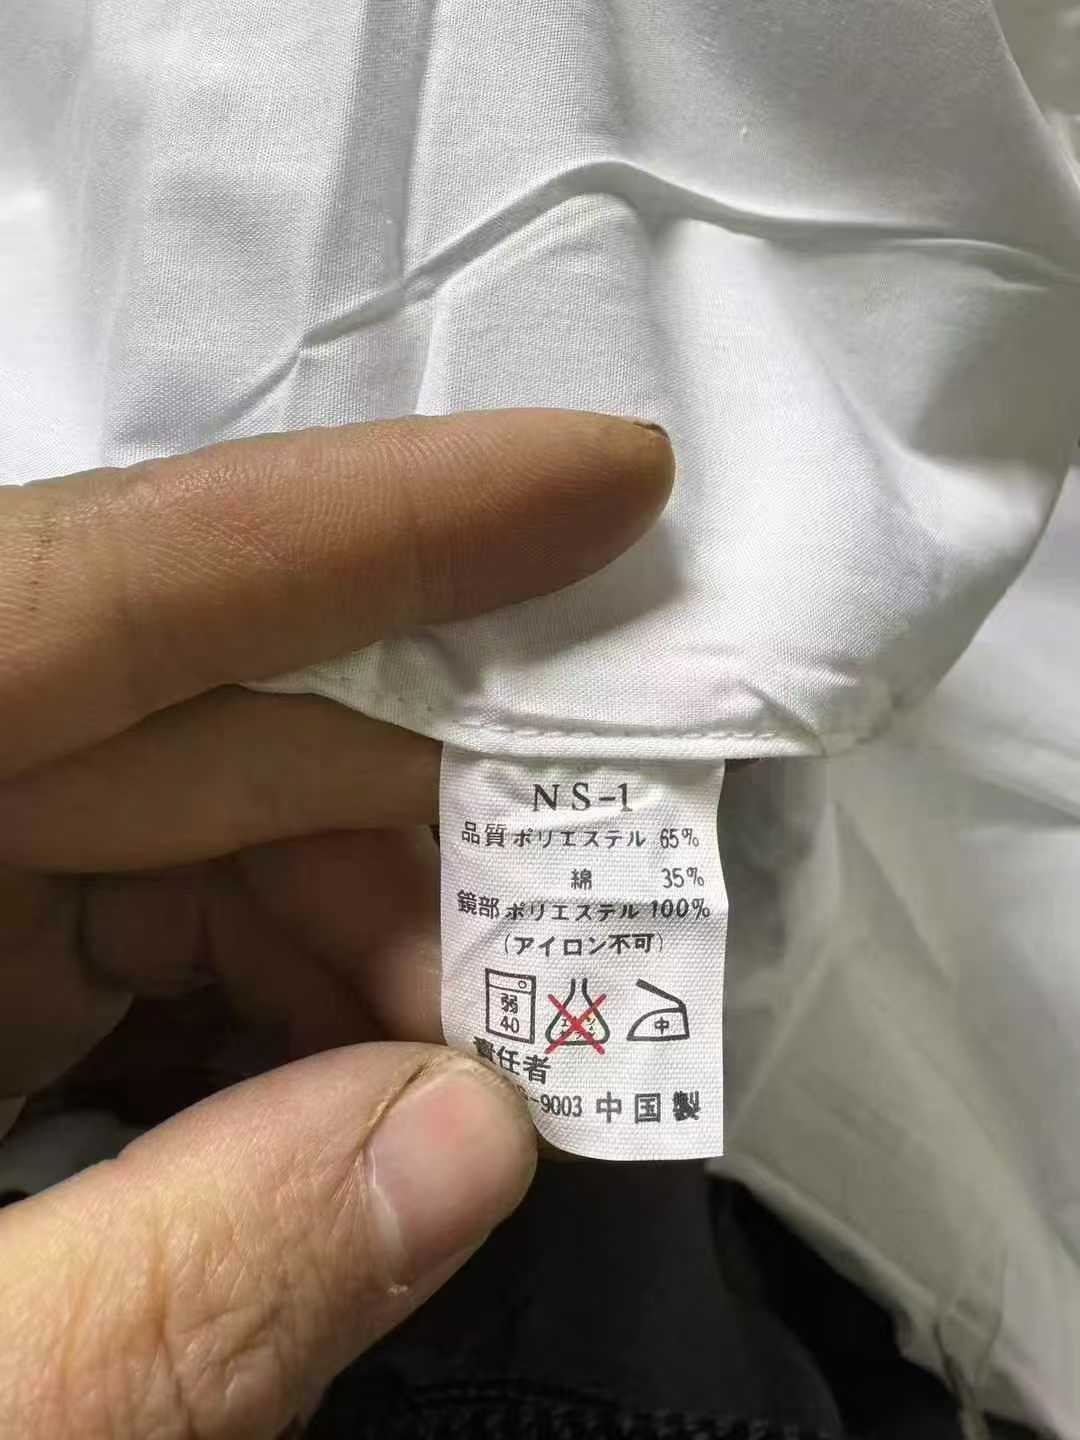 NS-1
品質 ポリエステル 65%
綿 35%
鏡部 ポリエステル 100%
(アイロン不可)
弱
40
中
責任者
-9003 中国製